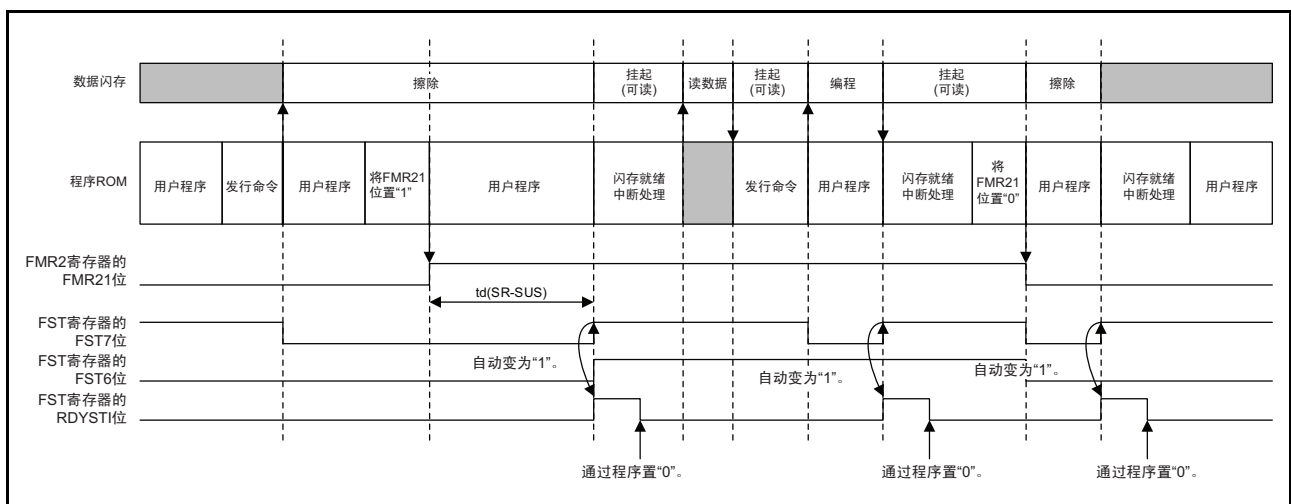 数据闪存
擦除
挂起
(可读)
读数据
挂起
(可读)
编程
挂起
(可读)
擦除
程序ROM
用户程序
发行命令
用户程序
将FMR21
位置“1”
用户程序
闪存就绪
中断处理
发行命令
用户程序
闪存就绪
中断处理
将
FMR21
位置“0”
用户程序
闪存就绪
中断处理
用户程序
FMR2寄存器的
FMR21位
td(SR-SUS)
FST寄存器的
FST7位
FST寄存器的
FST6位
自动变为“1”。
自动变为“1”。
自动变为“1”。
FST寄存器的
RDYSTI位
通过程序置“0”。
通过程序置“0”。
通过程序置“0”。